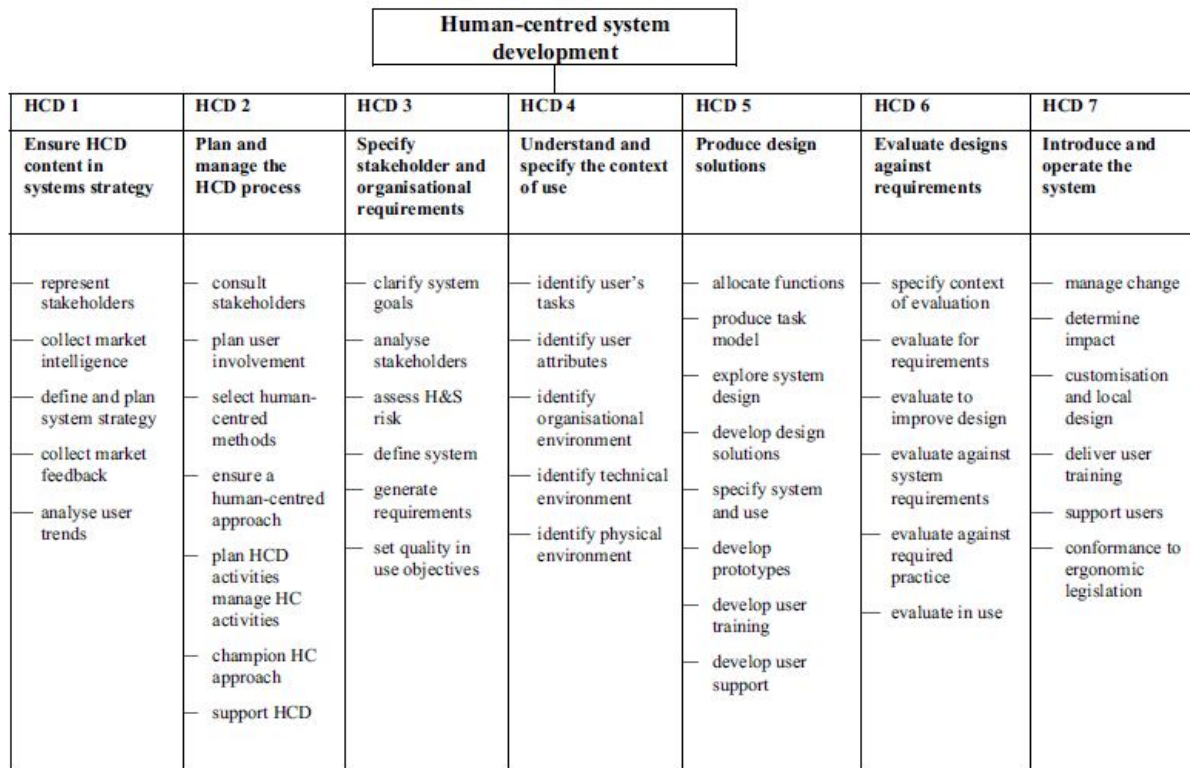 Human-centred system
development
HCD 1
HCD 2
HCD 3
HCD 4
HCD 5
HCD 6
HCD 7
Ensure HCD
content in
systems strategy
Plan and
manage the
HCD process
Specify
stakeholder and
organisational
requirements
Understand and
specify the context
of use
Produce design
solutions
Evaluate designs
against
requirements
Introduce and
operate the
system
represent
stakeholders
collect market
intelligence
define and plan
system strategy
collect market
feedback
analyse user
trends
consult
stakeholders
plan user
involvement
select human-
centred
methods
ensure a
human-centred
approach
plan HCD
activities
manage HC
activities
champion HC
approach
support HCD
clarify system
goals
analyse
stakeholders
assess H&S
risk
define system
generate
requirements
set quality in
use objectives
identify user's
tasks
identify user
attributes
identify
organisational
environment
identify technical
environment
identify physical
environment
allocate functions
produce task
model
explore system
design
develop design
solutions
specify system
and use
develop
prototypes
develop user
training
develop user
support
specify context
of evaluation
evaluate for
requirements
evaluate to
improve design
evaluate against
system
requirements
evaluate against
required
practice
evaluate in use
manage change
determine
impact
customisation
and local
design
deliver user
training
support users
conformance to
ergonomic
legislation